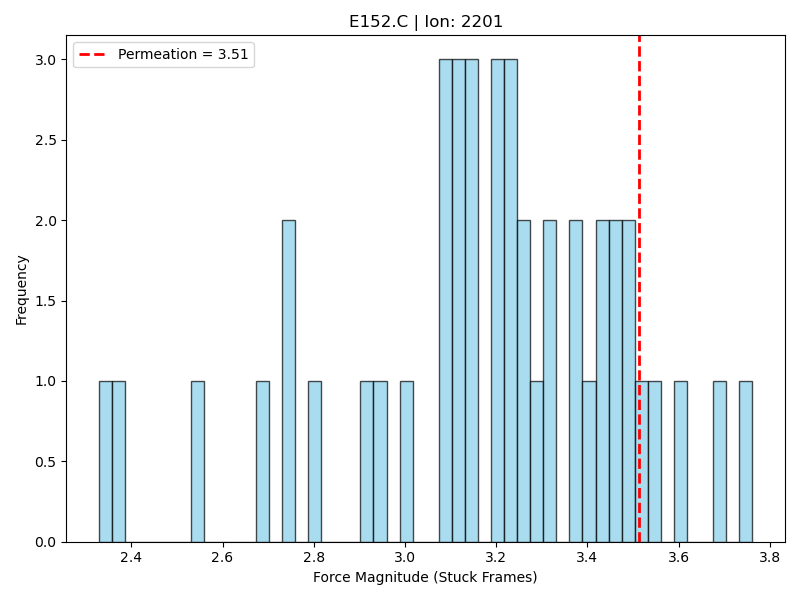 E152.C | Ion: 2201
Permeation = 3.51
3.0
2.5
2.0
1.5
1.0
0.5
0.0
Frequency
2.4 2.6 2.8 3.0 3.2 3.4 3.6 3.8
Force Magnitude (Stuck Frames)